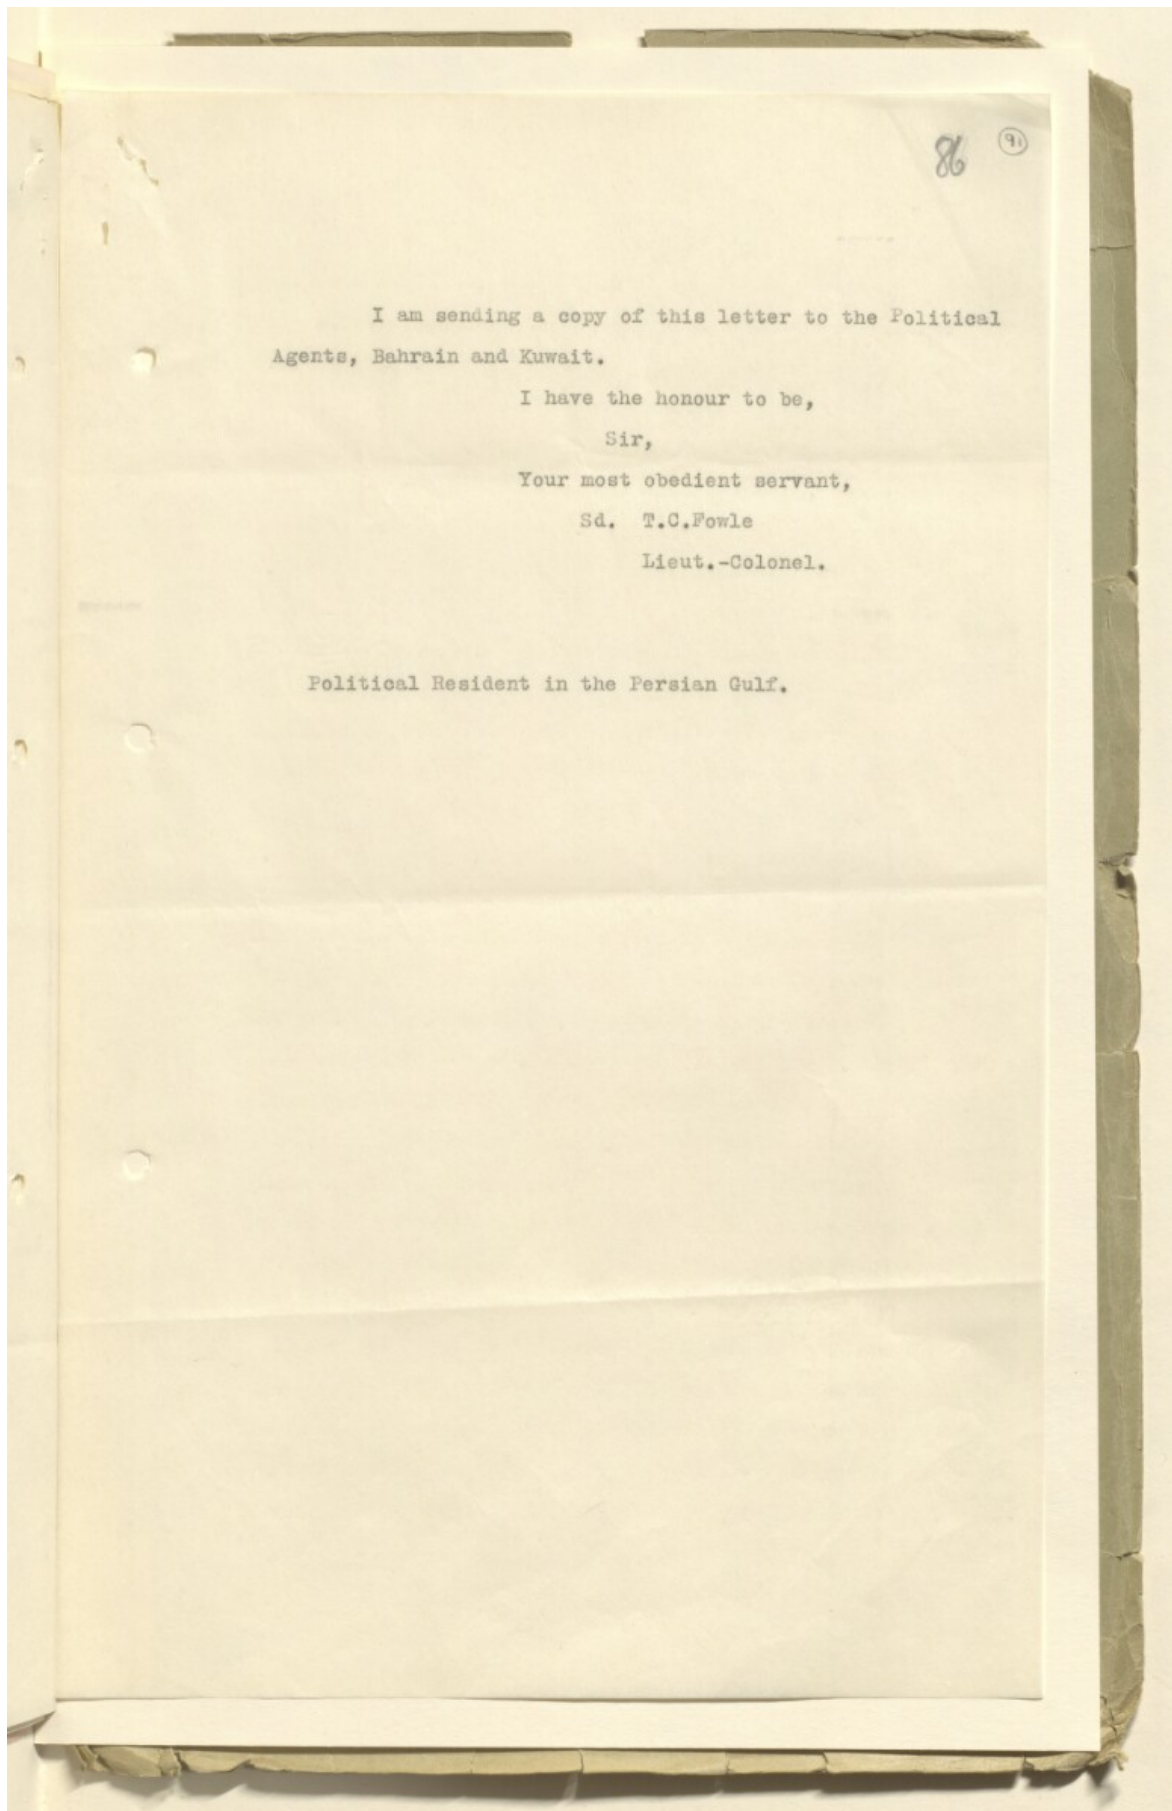 86 91
I am sending a copy of this letter to the Political
Agents, Bahrain and Kuwait.
I have the honour to be,
Sir,
Your most obedient servant,
Sd. T.C.Fowle
Lieut.-Colonel.
Political Resident in the Persian Gulf.